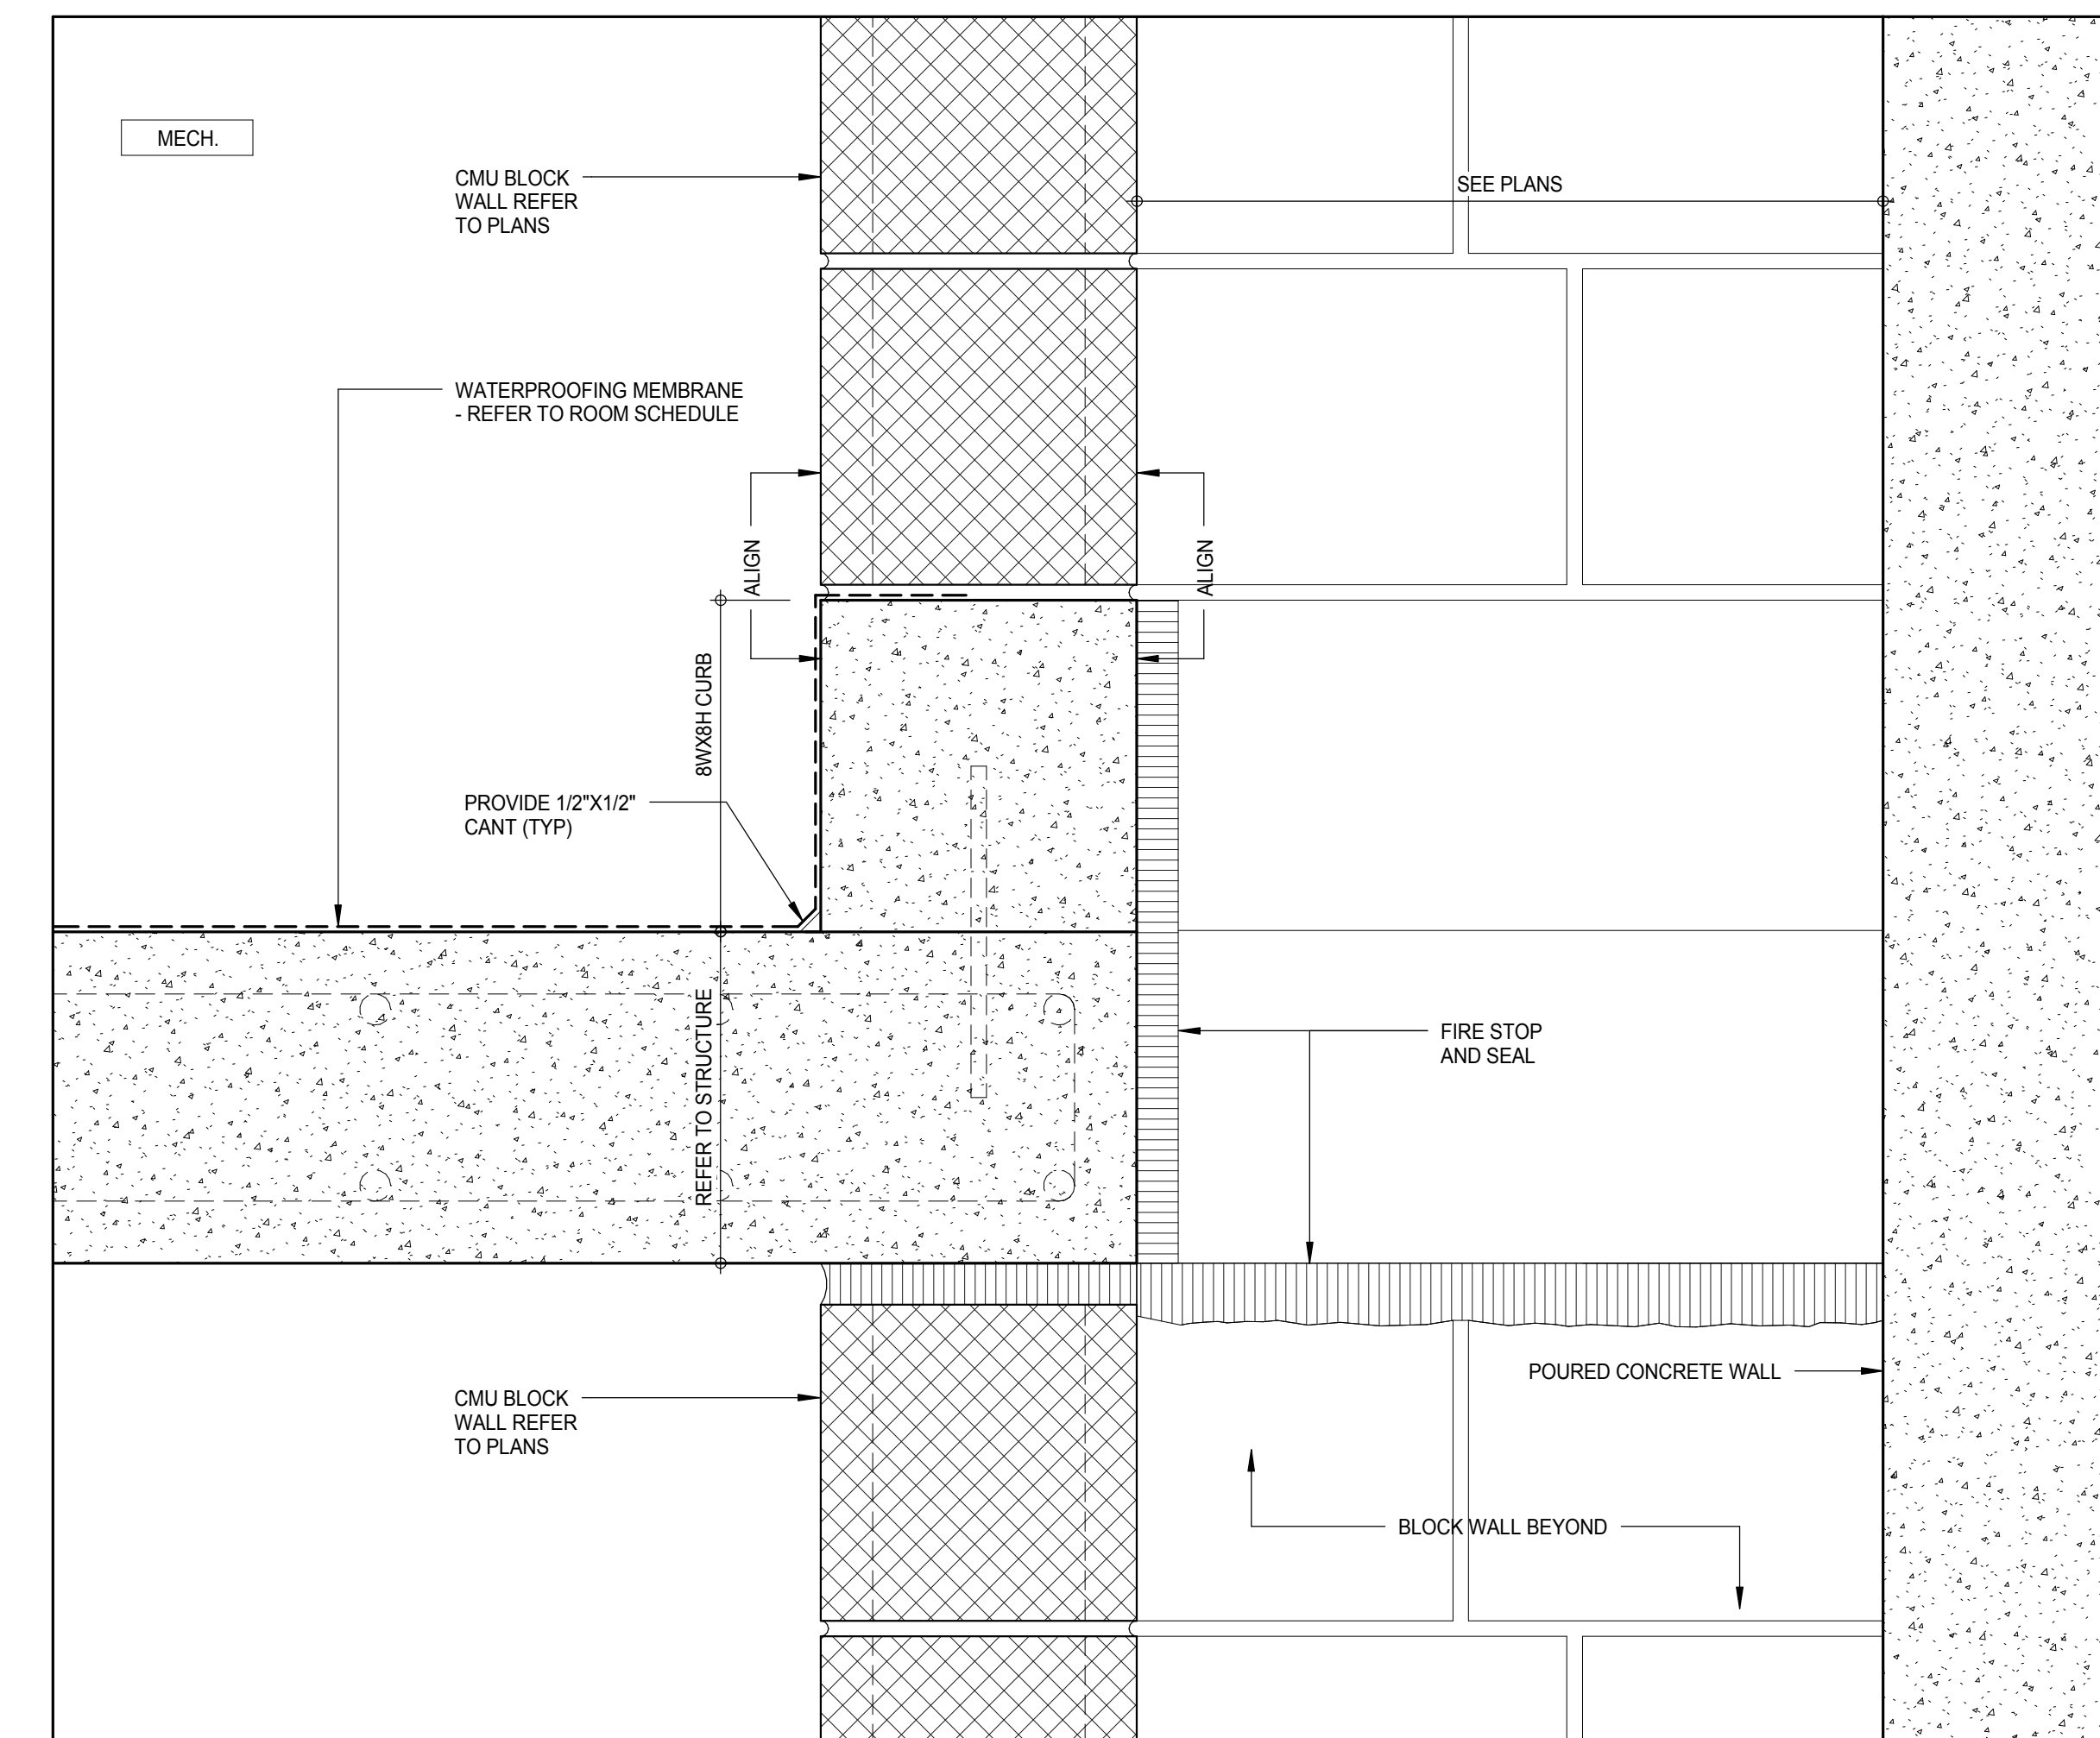 MECH.
CMU BLOCK
WALL REFER
TO PLANS
SEE PLANS
WATERPROOFING MEMBRANE
- REFER TO ROOM SCHEDULE
ALIGN
ALIGN
8WX8H CURB
PROVIDE 1/2"X1/2"
CANT (TYP)
REFER TO STRUCTURE
FIRE STOP
AND SEAL
POURED CONCRETE WALL
CMU BLOCK
WALL REFER
TO PLANS
BLOCK WALL BEYOND